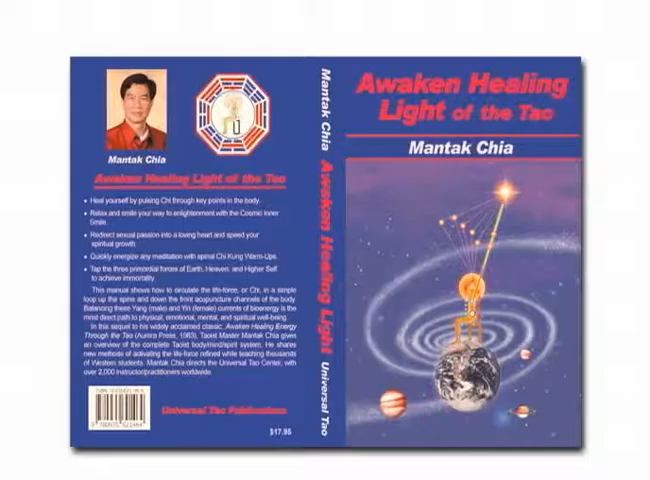 Mantak Chia
Awaken Healing Light of the Tao
• Heal yourself by pulsing Chi through key points in the body.
• Relax and smile your way to enlightenment with the Cosmic Inner
Smile.
• Redirect sexual passion into a loving heart and speed your
spiritual growth.
• Quickly energize any meditation with spinal Chi Kung Warm-Ups.
• Tap the three primordial forces of Earth, Heaven, and Higher Self
to achieve immortality.
This manual shows how to circulate the life-force, or Chi, in a simple
loop up the spine and down the front acupuncture channels of the body.
Balancing these Yang (male) and Yin (female) currents of bioenergy is the
most direct path to physical, emotional, mental, and spiritual well-being.
In this sequel to his widely acclaimed classic, Awaken Healing Energy
Through the Tao (Aurora Press, 1983), Taoist Master Mantak Chia gives
an overview of the complete Taoist body/mind/spirit system. He shares
new methods of activating the life-force refined while teaching thousands
of Western students. Mantak Chia directs the Universal Tao Center, with
over 2,000 instructor/practitioners worldwide.
Universal Tao Publications
$17.95
Mantak Chia Awaken Healing Light Universal Tao
Awaken Healing
Light of the Tao
Mantak Chia